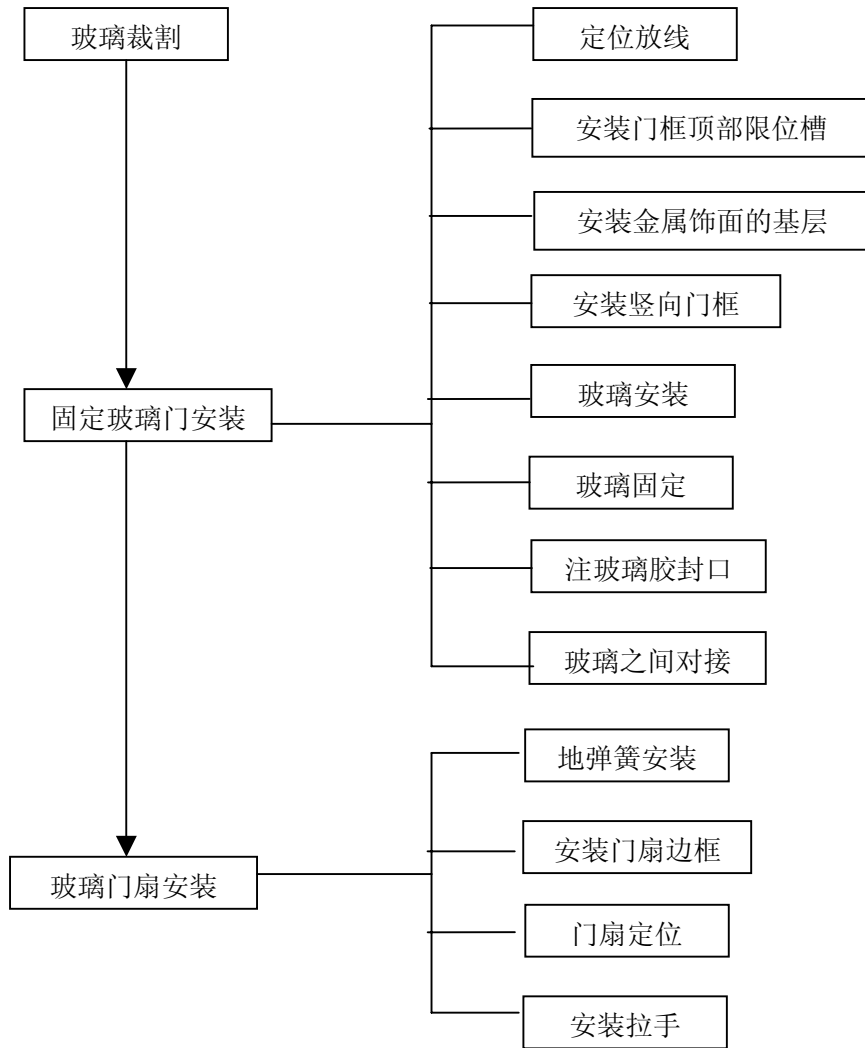 玻璃裁割
定位放线
安装门框顶部限位槽
安装金属饰面的基层
安装竖向门框
玻璃安装
固定玻璃门安装
玻璃固定
注玻璃胶封口
玻璃之间对接
地弹簧安装
安装门扇边框
玻璃门扇安装
门扇定位
安装拉手